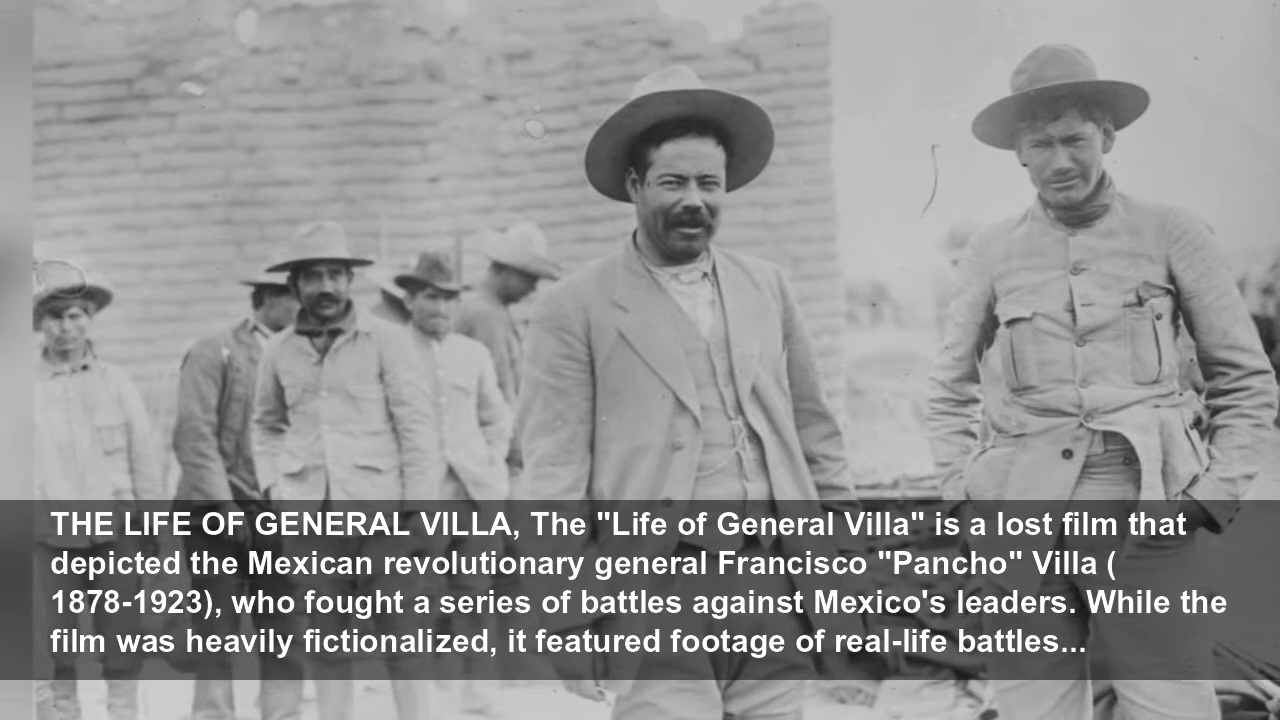 THE LIFE OF GENERAL VILLA, The "Life of General Villa" is a lost film that
depicted the Mexican revolutionary general Francisco "Pancho" Villa (
1878-1923), who fought a series of battles against Mexico's leaders. While the
film was heavily fictionalized, it featured footage of real-life battles...